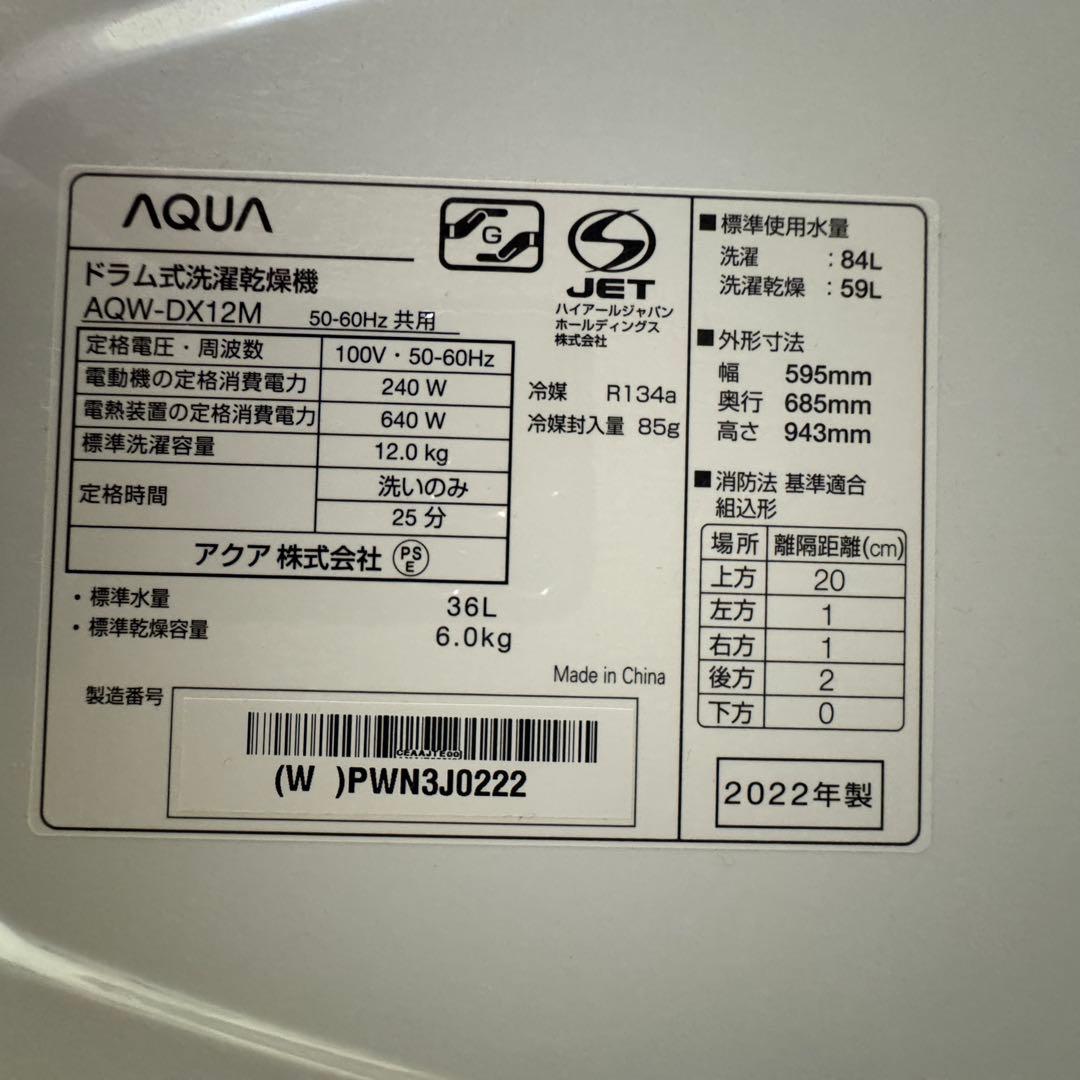 AQUA
ドラム式洗濯乾燥機
AQW-DX12M 50-60Hz 共用
定格電圧・周波数 100V・50-60Hz
電動機の定格消費電力 240 W
電熱装置の定格消費電力 640 W
標準洗濯容量 12.0 kg
定格時間 洗いのみ
25 分
アクア 株式会社 PSE
・標準水量 36L
・標準乾燥容量 6.0kg
G
JET
ハイアールジャパン
ホールディングス
株式会社
冷媒 R134a
冷媒封入量 85g
Made in China
製造番号
CEAAJTE00
(W )PWN3J0222
■標準使用水量
洗濯 : 84L
洗濯乾燥 : 59L
■外形寸法
幅 595mm
奥行 685mm
高さ 943mm
■消防法 基準適合
組込形
場所 離隔距離(cm)
上方 20
左方 1
右方 1
後方 2
下方 0
2022年製